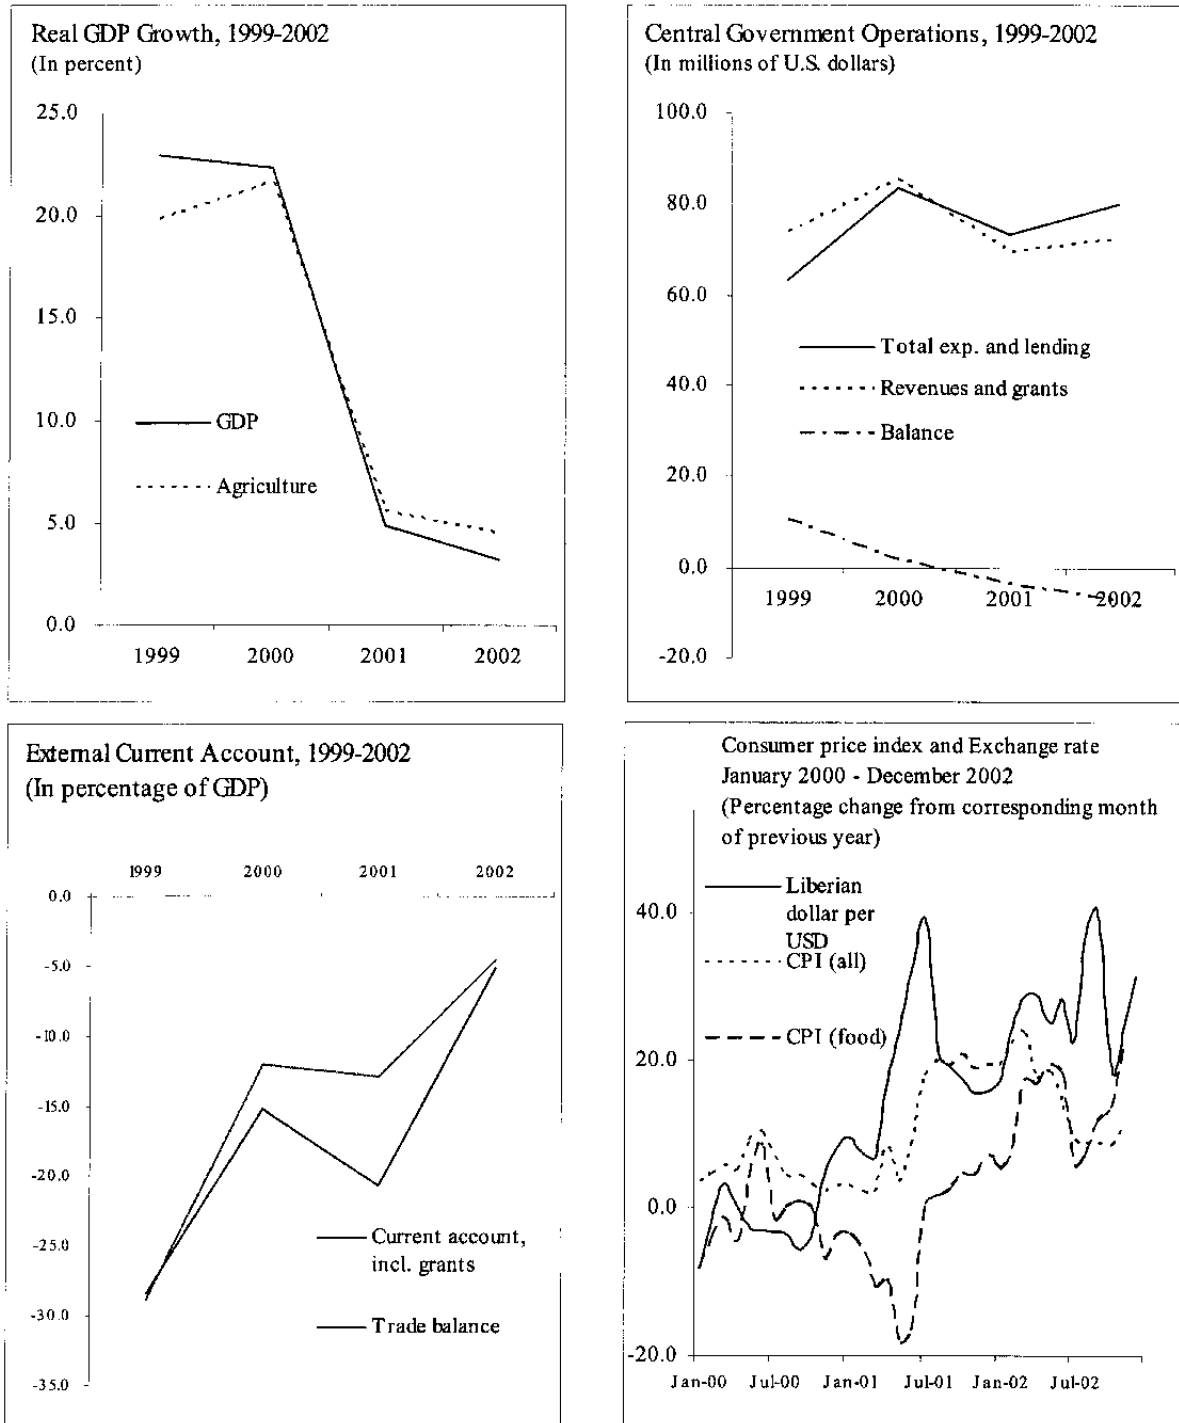 Real GDP Growth, 1999-2002
(In percent)
25.0
20.0
15.0
10.0
5.0
0.0
GDP
Agriculture
1999 2000 2001 2002
Central Government Operations, 1999-2002
(In millions of U.S. dollars)
100.0
80.0
60.0
40.0
20.0
0.0
-20.0
Total exp. and lending
Revenues and grants
Balance
1999 2000 2001 2002
External Current Account, 1999-2002
(In percentage of GDP)
1999 2000 2001 2002
0.0
-5.0
-10.0
-15.0
-20.0
-25.0
-30.0
-35.0
Current account,
incl. grants
Trade balance
Consumer price index and Exchange rate
January 2000 - December 2002
(Percentage change from corresponding month
of previous year)
Liberian
dollar per
USD
CPI (all)
CPI (food)
40.0
20.0
0.0
-20.0
Jan-00 Jul-00 Jan-01 Jul-01 Jan-02 Jul-02